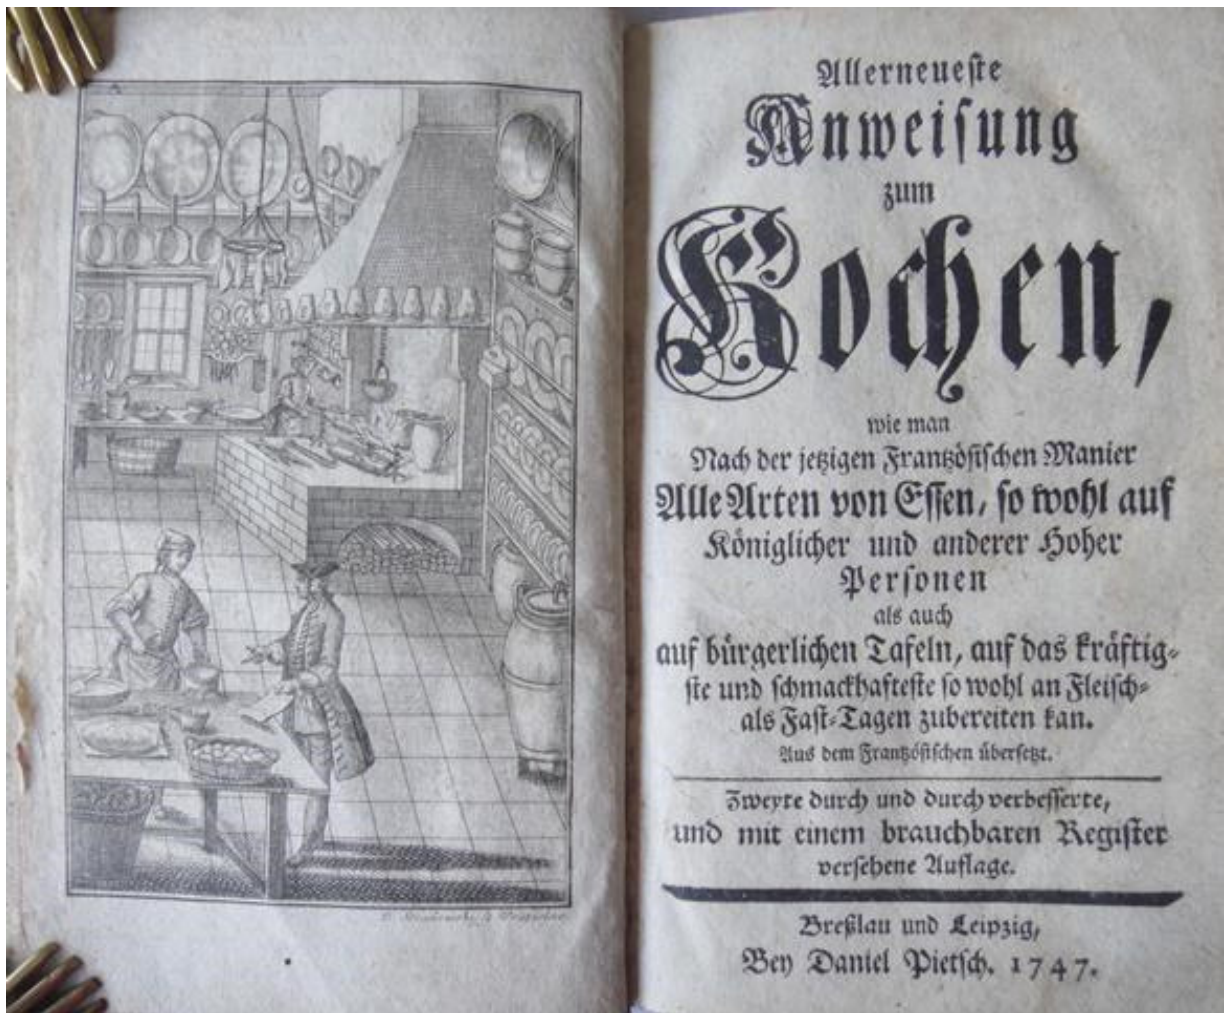 Allerneueſte
Anweiſung
zum
Kochen,
wie man
Nach der jetzigen Frantzöſiſchen Manier
Alle Arten von Eſſen, ſo wohl auf
Königlicher und anderer Hoher
Perſonen
als auch
auf bürgerlichen Tafeln, auf das kräftig-
ſte und ſchmackhafteſte ſo wohl an Fleiſch-
als Faſt-Tagen zubereiten kan.
Aus dem Frantzöſiſchen überſetzt.
Zweyte durch und durch verbeſſerte,
und mit einem brauchbaren Regiſter
verſehene Auflage.
Breßlau und Leipzig,
Bey Daniel Pietſch. 1747.